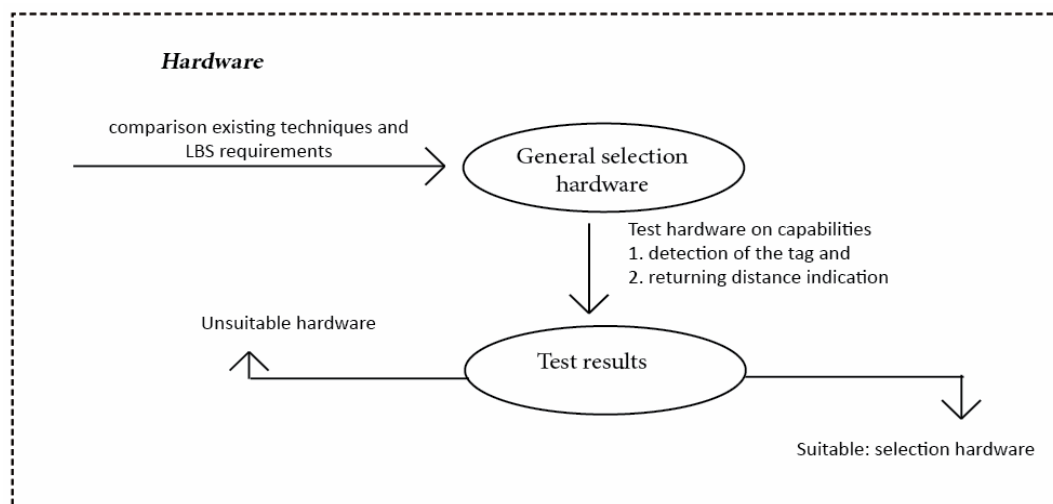 Hardware
comparison existing techniques and
LBS requirements
General selection
hardware
Test hardware on capabilities
1. detection of the tag and
2. returning distance indication
Unsuitable hardware
Test results
Suitable: selection hardware